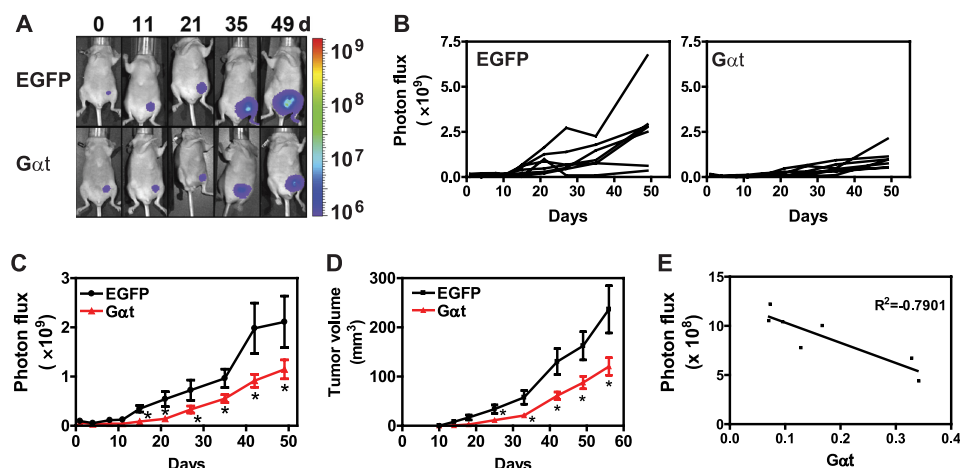 A
0 11 21 35 49 d
EGFP
Gαt
10⁹
10⁸
10⁷
10⁶
B
Photon flux
( ×10⁹)
7.5
5.0
2.5
0.0
EGFP
0 10 20 30 40 50
Days
7.5
5.0
2.5
0.0
Gαt
0 10 20 30 40 50
Days
C
Photon flux
( ×10⁹)
3
2
1
0
EGFP
Gαt
* * * * * *
0 10 20 30 40 50
Days
D
Tumor volume
(mm³)
300
200
100
0
EGFP
Gαt
* * * * *
0 10 20 30 40 50 60
Days
E
Photon flux
(x 10⁸)
15
10
5
0
R²=-0.7901
0.0 0.1 0.2 0.3 0.4
Gαt